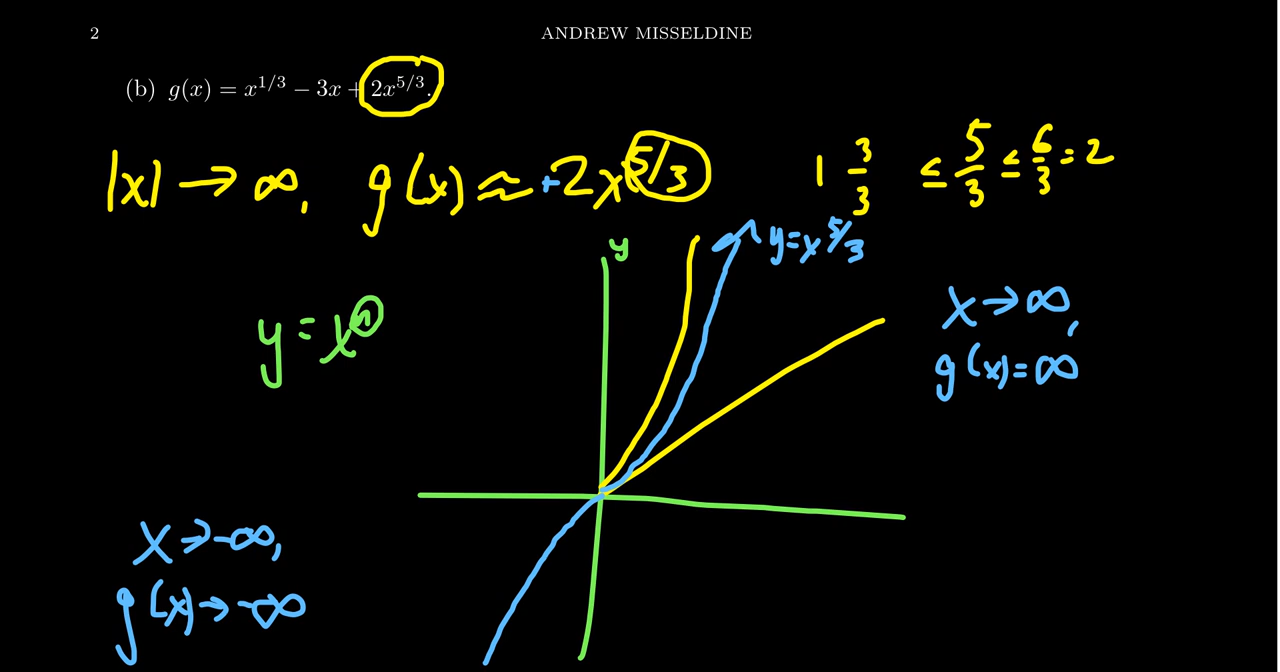 2 ANDREW MISSELDINE
(b) g(x) = x^{1/3} − 3x + 2x^{5/3}.
|x| → ∞, g(x) ≈ +2x^{5/3}
1 3/3 ≤ 5/3 ≤ 6/3 = 2
y
y=x^{5/3}
y = x^{n}
x → ∞,
g(x) = ∞
x → -∞,
g(x) → -∞